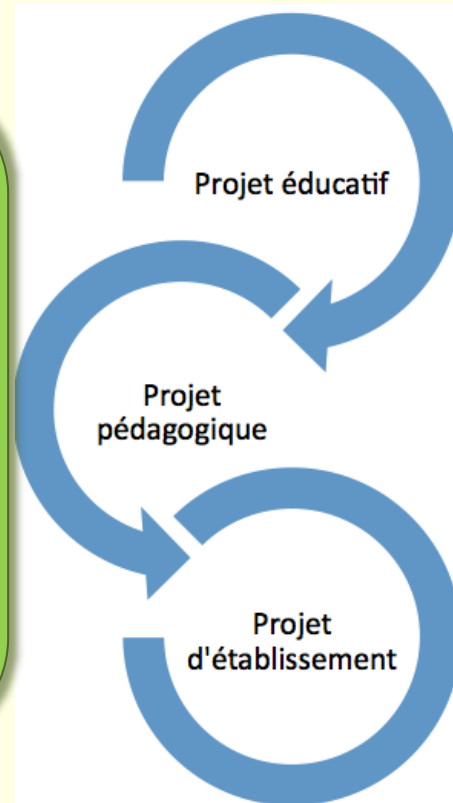 Projet éducatif
Projet
pédagogique
Projet
d'établissement